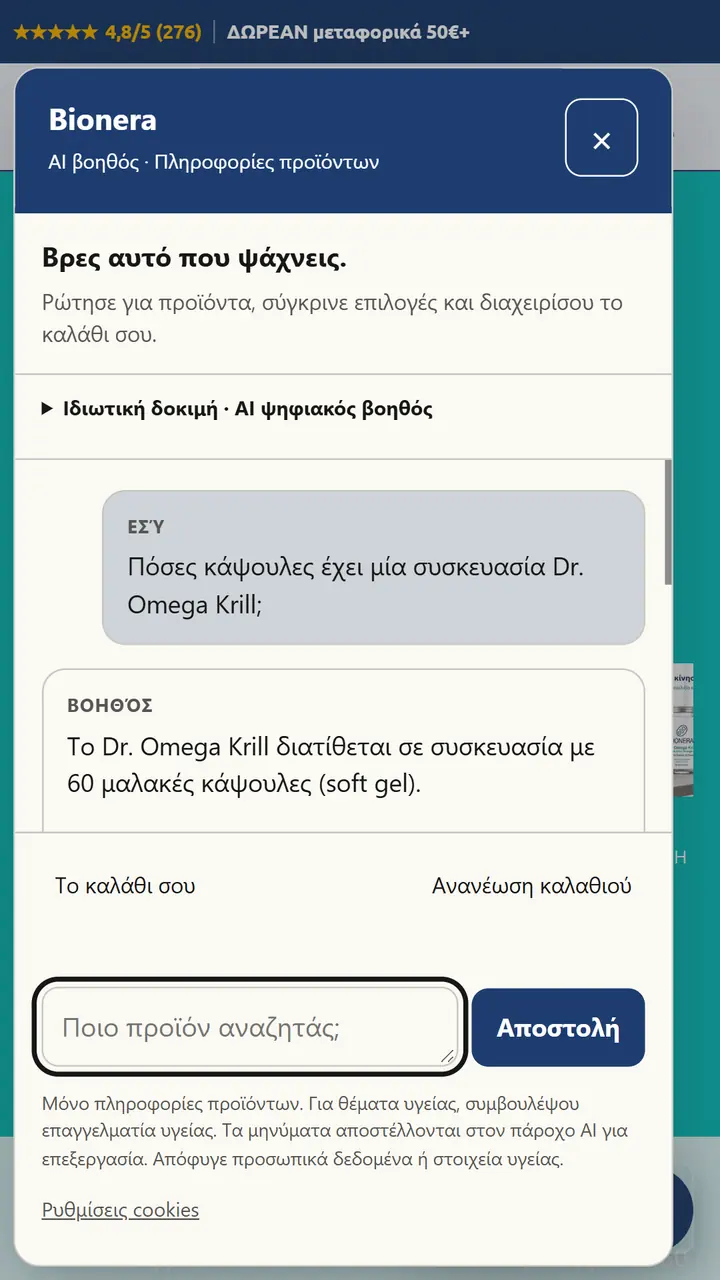 ★★★★★ 4,8/5 (276) | ΔΩΡΕΑΝ μεταφορικά 50€+
Bionera
AI βοηθός · Πληροφορίες προϊόντων
×
Βρες αυτό που ψάχνεις.
Ρώτησε για προϊόντα, σύγκρινε επιλογές και διαχειρίσου το
καλάθι σου.
▶ Ιδιωτική δοκιμή · AI ψηφιακός βοηθός
ΕΣΎ
Πόσες κάψουλες έχει μία συσκευασία Dr.
Omega Krill;
ΒΟΗΘΌΣ
Το Dr. Omega Krill διατίθεται σε συσκευασία με
60 μαλακές κάψουλες (soft gel).
Το καλάθι σου
Ανανέωση καλαθιού
Ποιο προϊόν αναζητάς;
Αποστολή
Μόνο πληροφορίες προϊόντων. Για θέματα υγείας, συμβουλέψου
επαγγελματία υγείας. Τα μηνύματα αποστέλλονται στον πάροχο AI για
επεξεργασία. Απόφυγε προσωπικά δεδομένα ή στοιχεία υγείας.
Ρυθμίσεις cookies